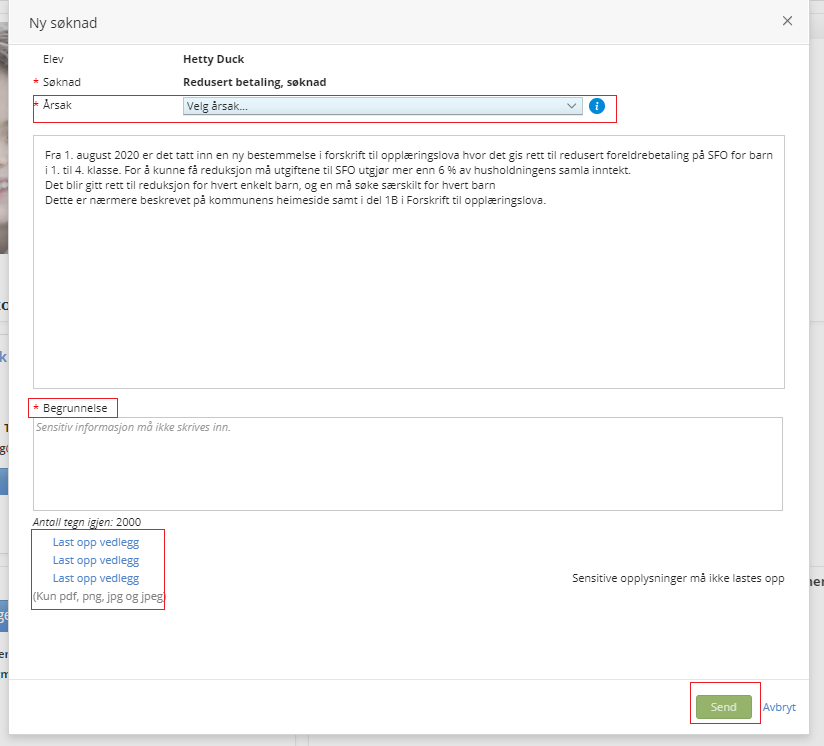 Ny søknad
Elev Hetty Duck
* Søknad Redusert betaling, søknad
* Årsak Velg årsak...
Fra 1. august 2020 er det tatt inn en ny bestemmelse i forskrift til opplæringslova hvor det gis rett til redusert foreldrebetaling på SFO for barn
i 1. til 4. klasse. For å kunne få reduksjon må utgiftene til SFO utgjør mer enn 6 % av husholdningens samla inntekt.
Det blir gitt rett til reduksjon for hvert enkelt barn, og en må søke særskilt for hvert barn
Dette er nærmere beskrevet på kommunens heimeside samt i del 1B i Forskrift til opplæringslova.
* Begrunnelse
Sensitiv informasjon må ikke skrives inn.
Antall tegn igjen: 2000
Last opp vedlegg
Last opp vedlegg
Last opp vedlegg
Sensitive opplysninger må ikke lastes opp
(Kun pdf, png, jpg og jpeg)
Send Avbryt